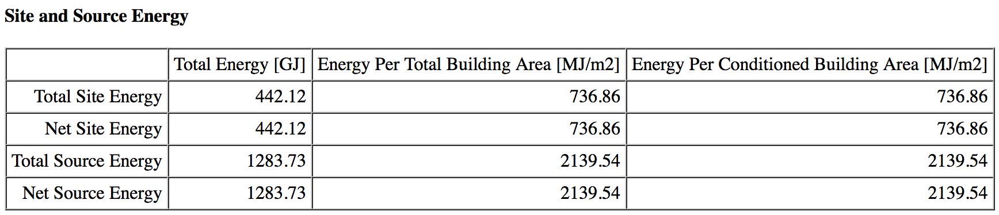 Site and Source Energy
Total Energy [GJ] Energy Per Total Building Area [MJ/m2] Energy Per Conditioned Building Area [MJ/m2]
Total Site Energy 442.12 736.86 736.86
Net Site Energy 442.12 736.86 736.86
Total Source Energy 1283.73 2139.54 2139.54
Net Source Energy 1283.73 2139.54 2139.54